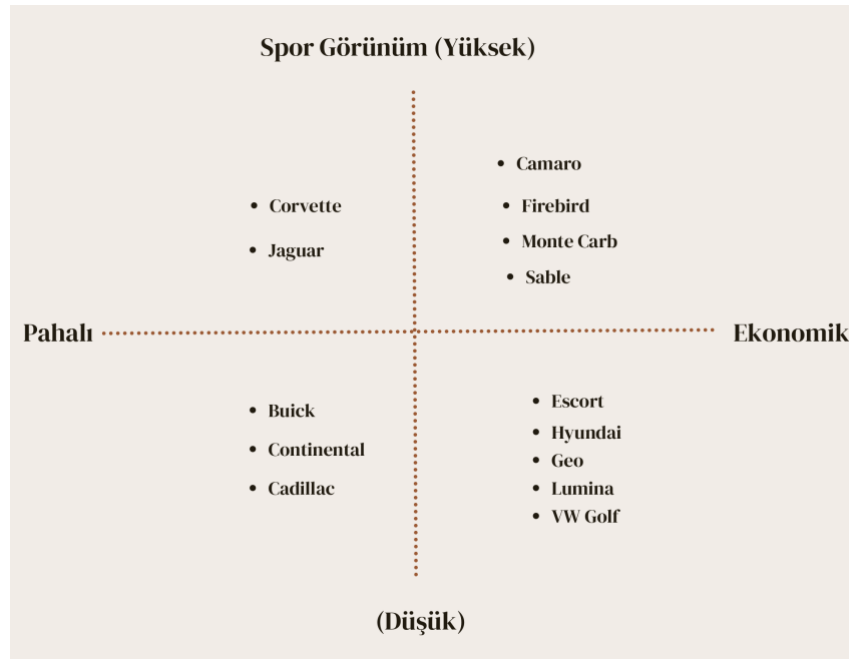 Spor Görünüm (Yüksek)
• Corvette
• Jaguar
• Camaro
• Firebird
• Monte Carb
• Sable
Pahalı
Ekonomik
• Buick
• Continental
• Cadillac
• Escort
• Hyundai
• Geo
• Lumina
• VW Golf
(Düşük)